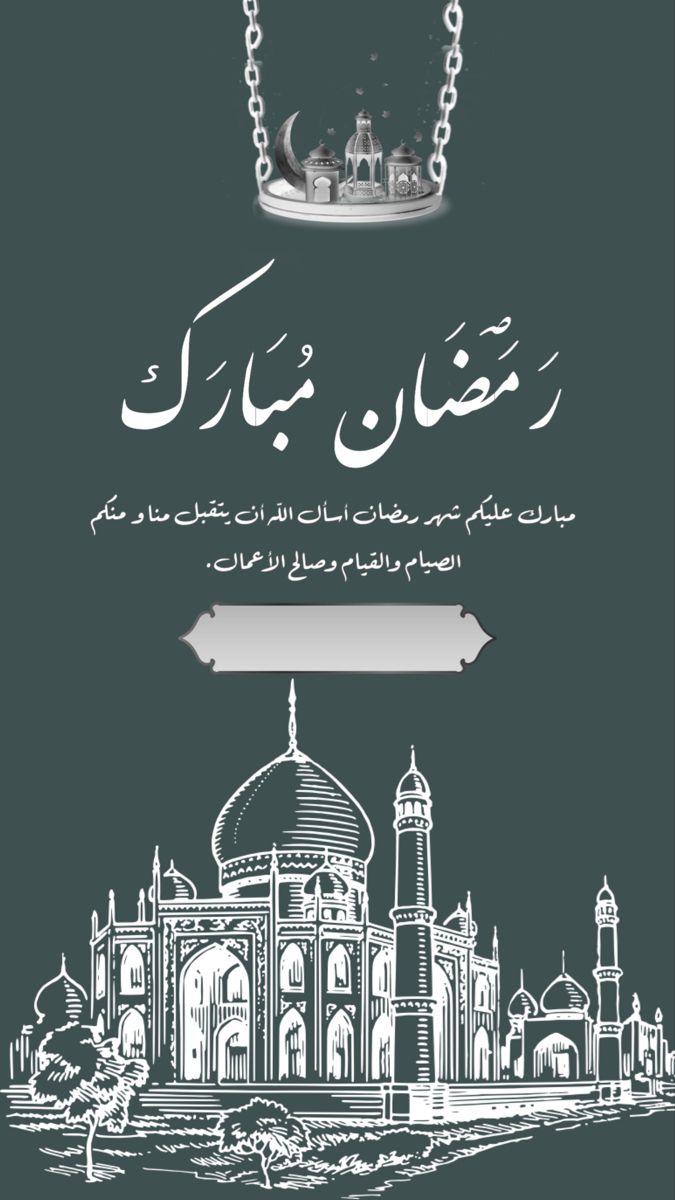 رَمَضَان مُبَارَك
مبارك عليكم شهر رمضان أسأل الله أن يتقبل منا و منكم
الصيام والقيام وصالح الأعمال.